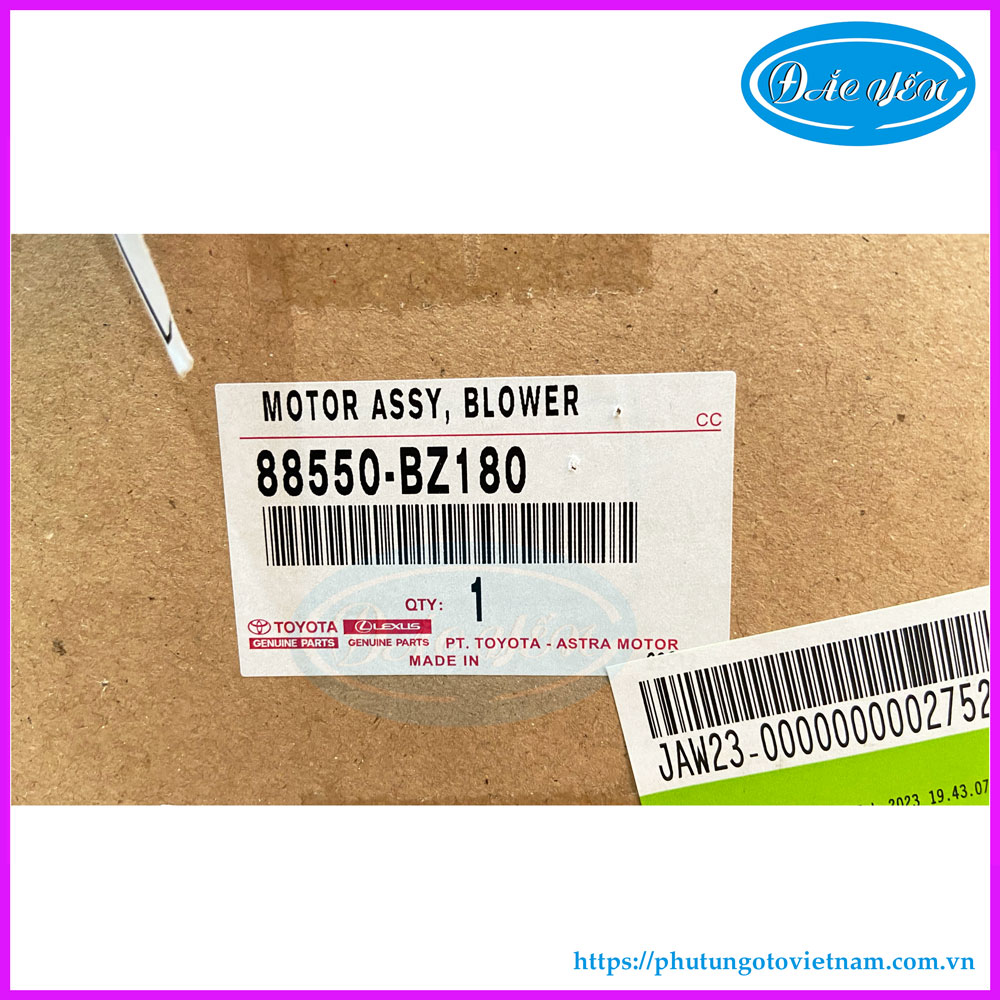 ĐẮC YẾN
MOTOR ASSY, BLOWER
CC
88550-BZ180
QTY: 1
TOYOTA LEXUS
GENUINE PARTS GENUINE PARTS PT. TOYOTA - ASTRA MOTOR
MADE IN
JAW23-0000000002752
2023 19.43.07
https://phutungotovietnam.com.vn